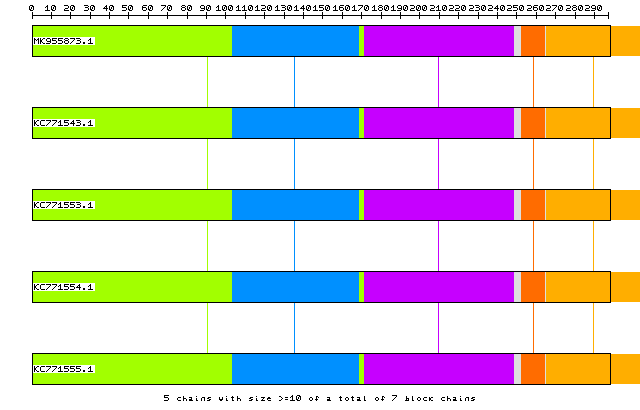 0 10 20 30 40 50 60 70 80 90 100 110 120 130 140 150 160 170 180 190 200 210 220 230 240 250 260 270 280 290
MK955873.1
KC771543.1
KC771553.1
KC771554.1
KC771555.1
5 chains with size >=10 of a total of 7 block chains